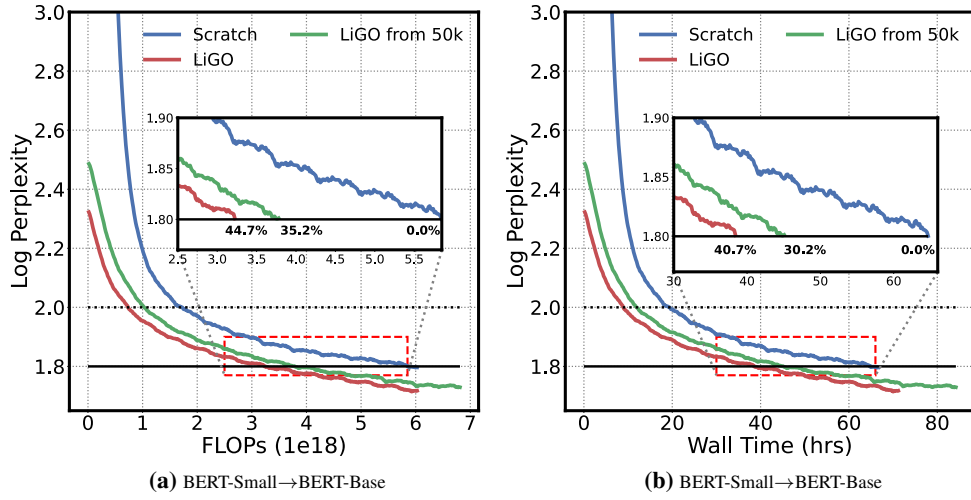 Scratch
LiGO
LiGO from 50k
Log Perplexity
3.0
2.8
2.6
2.4
2.2
2.0
1.8
1.90
1.85
1.80
44.7% 35.2% 0.0%
2.5 3.0 3.5 4.0 4.5 5.0 5.5
0 1 2 3 4 5 6 7
FLOPs (1e18)
(a) BERT-Small→BERT-Base
Scratch
LiGO
LiGO from 50k
Log Perplexity
3.0
2.8
2.6
2.4
2.2
2.0
1.8
1.90
1.85
1.80
40.7% 30.2% 0.0%
30 40 50 60
0 20 40 60 80
Wall Time (hrs)
(b) BERT-Small→BERT-Base